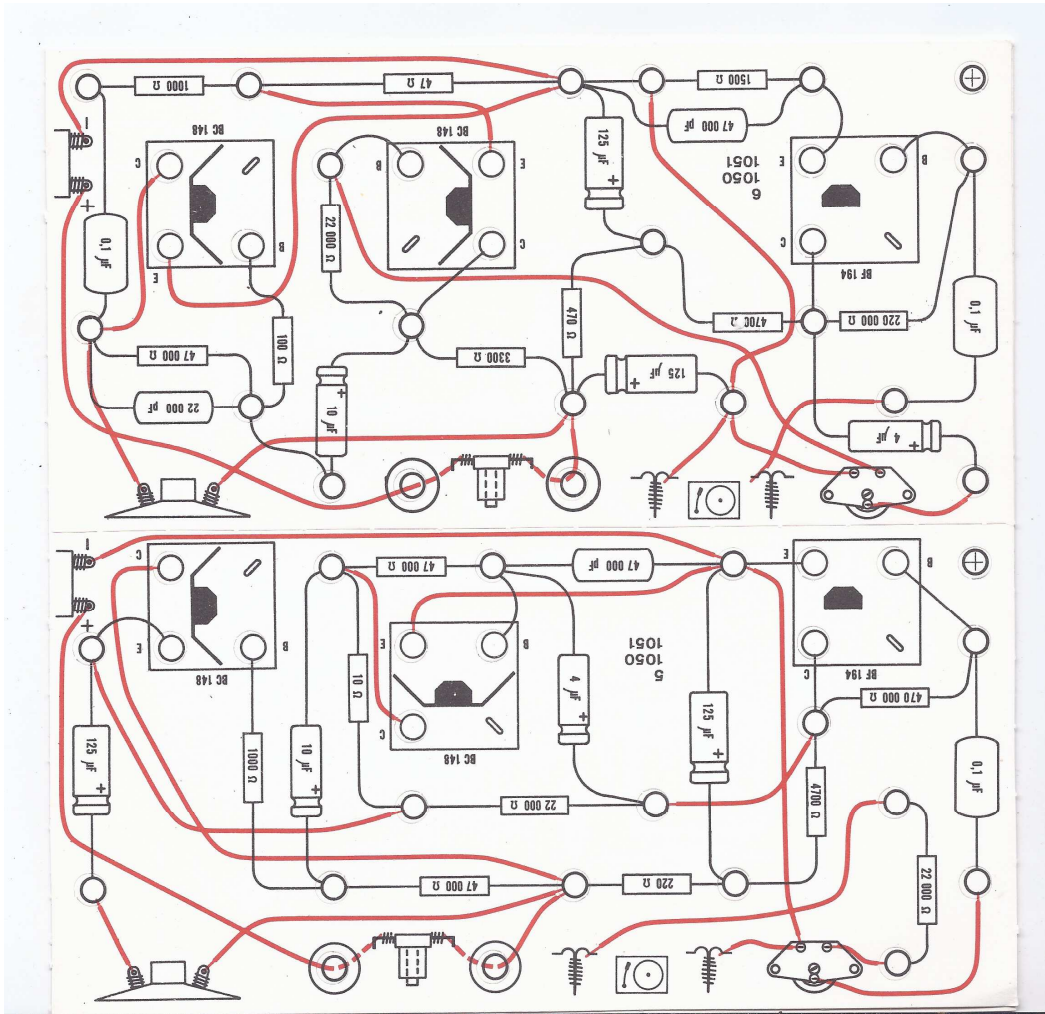 1000 Ω
47 Ω
1500 Ω
-
BC 148
BC 148
125 µF
+
47 000 pF
6
1050
1051
C
B
E
E
B
+
0,1 µF
22 000 Ω
B
C
C
E
BF 194
470 Ω
470C Ω
220 000 Ω
0,1 µF
47 000 Ω
100 Ω
3300 Ω
125 µF
+
22 000 pF
10 µF
+
4 µF
+
-
C
BC 148
47 000 Ω
47 000 pF
E
B
+
E
B
E
B
5
1050
1051
BC 148
10 Ω
4 µF
+
C
BF 194
125 µF
+
1000 Ω
10 µF
+
C
BC 148
125 µF
+
470 000 Ω
0,1 µF
22 000 Ω
4700 Ω
47 000 Ω
220 Ω
22 000 Ω